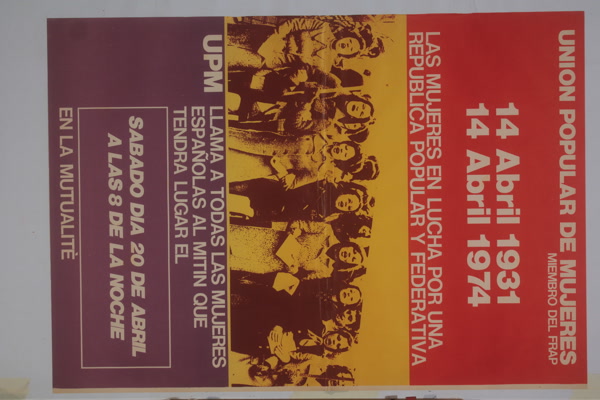 UNION POPULAR DE MUJERES
MIEMBRO DEL FRAP
14 Abril 1931
14 Abril 1974
LAS MUJERES EN LUCHA POR UNA
REPUBLICA POPULAR Y FEDERATIVA
UPM LLAMA A TODAS LAS MUJERES
ESPAÑOLAS AL MITIN QUE
TENDRA LUGAR EL
SABADO DIA 20 DE ABRIL
A LAS 8 DE LA NOCHE
EN LA MUTUALITÈ